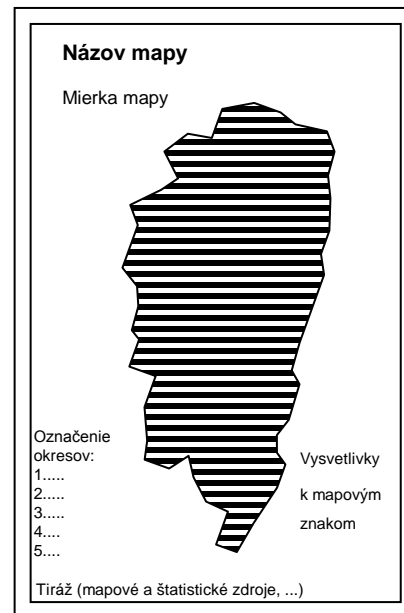 Názov mapy
Mierka mapy
Označenie
okresov:
1.....
2.....
3.....
4....
5....
Vysvetlivky
k mapovým
znakom
Tiráž (mapové a štatistické zdroje, ...)